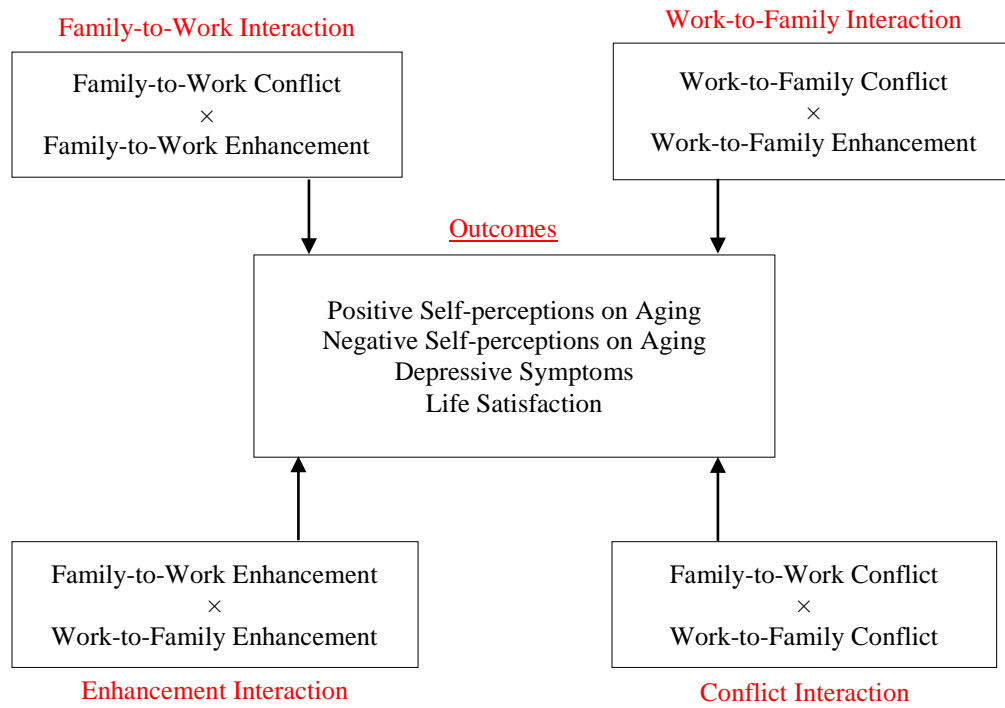 Family-to-Work Interaction
Family-to-Work Conflict
×
Family-to-Work Enhancement
Work-to-Family Interaction
Work-to-Family Conflict
×
Work-to-Family Enhancement
Outcomes
Positive Self-perceptions on Aging
Negative Self-perceptions on Aging
Depressive Symptoms
Life Satisfaction
Family-to-Work Enhancement
×
Work-to-Family Enhancement
Enhancement Interaction
Family-to-Work Conflict
×
Work-to-Family Conflict
Conflict Interaction